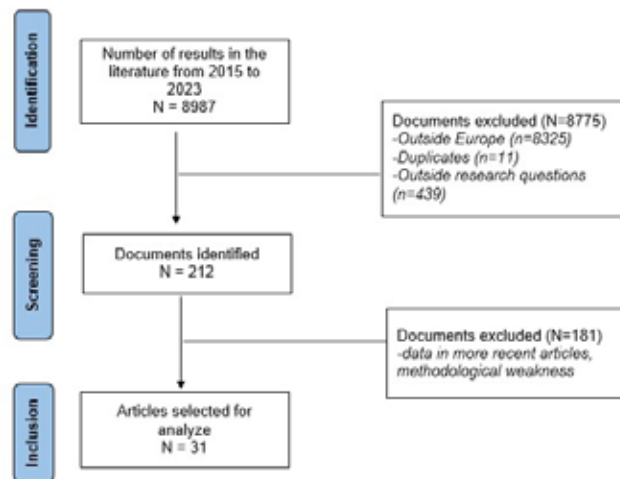 Identification
Number of results in the
literature from 2015 to
2023
N = 8987
Documents excluded (N=8775)
-Outside Europe (n=8325)
-Duplicates (n=11)
-Outside research questions
(n=439)
Screening
Documents identified
N = 212
Documents excluded (N=181)
-data in more recent articles,
methodological weakness
Inclusion
Articles selected for
analyze
N = 31